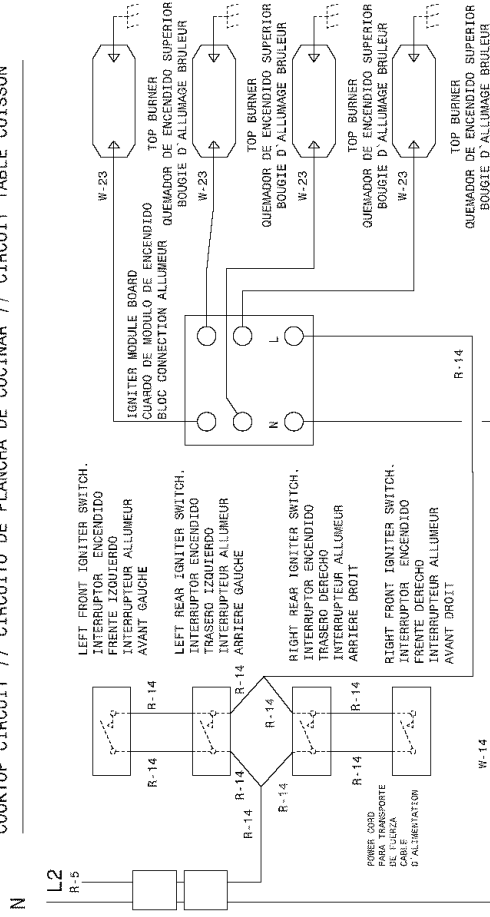 COOKTOP CIRCUIT // CIRCUITO DE PLANCHA DE COCINAR // CIRCUIT TABLE CUISSON
N
L2
R-5
POWER CORD
PARA TRANSPORTE
DE FUERZA
CABLE
D'ALIMENTATION
R-14
R-14
R-14
R-14
R-14
R-14
R-14
R-14
R-14
R-14
LEFT FRONT IGNITER SWITCH.
INTERRUPTOR ENCENDIDO
FRENTE IZQUIERDO
INTERRUPTEUR ALLUMEUR
AVANT GAUCHE
LEFT REAR IGNITER SWITCH.
INTERRUPTOR ENCENDIDO
TRASERO IZQUIERDO
INTERRUPTEUR ALLUMEUR
ARRIERE GAUCHE
RIGHT REAR IGNITER SWITCH.
INTERRUPTOR ENCENDIDO
TRASERO DERECHO
INTERRUPTEUR ALLUMEUR
ARRIERE DROIT
RIGHT FRONT IGNITER SWITCH.
INTERRUPTOR ENCENDIDO
FRENTE DERECHO
INTERRUPTEUR ALLUMEUR
AVANT DROIT
W-14
IGNITER MODULE BOARD
CUARDO DE MODULO DE ENCENDIDO
BLOC CONNECTION ALLUMEUR
N
L
R-14
W-23
TOP BURNER
QUEMADOR DE ENCENDIDO SUPERIOR
BOUGIE D`ALLUMAGE BRULEUR
W-23
TOP BURNER
QUEMADOR DE ENCENDIDO SUPERIOR
BOUGIE D`ALLUMAGE BRULEUR
W-23
TOP BURNER
QUEMADOR DE ENCENDIDO SUPERIOR
BOUGIE D`ALLUMAGE BRULEUR
W-23
TOP BURNER
QUEMADOR DE ENCENDIDO SUPERIOR
BOUGIE D`ALLUMAGE BRULEUR